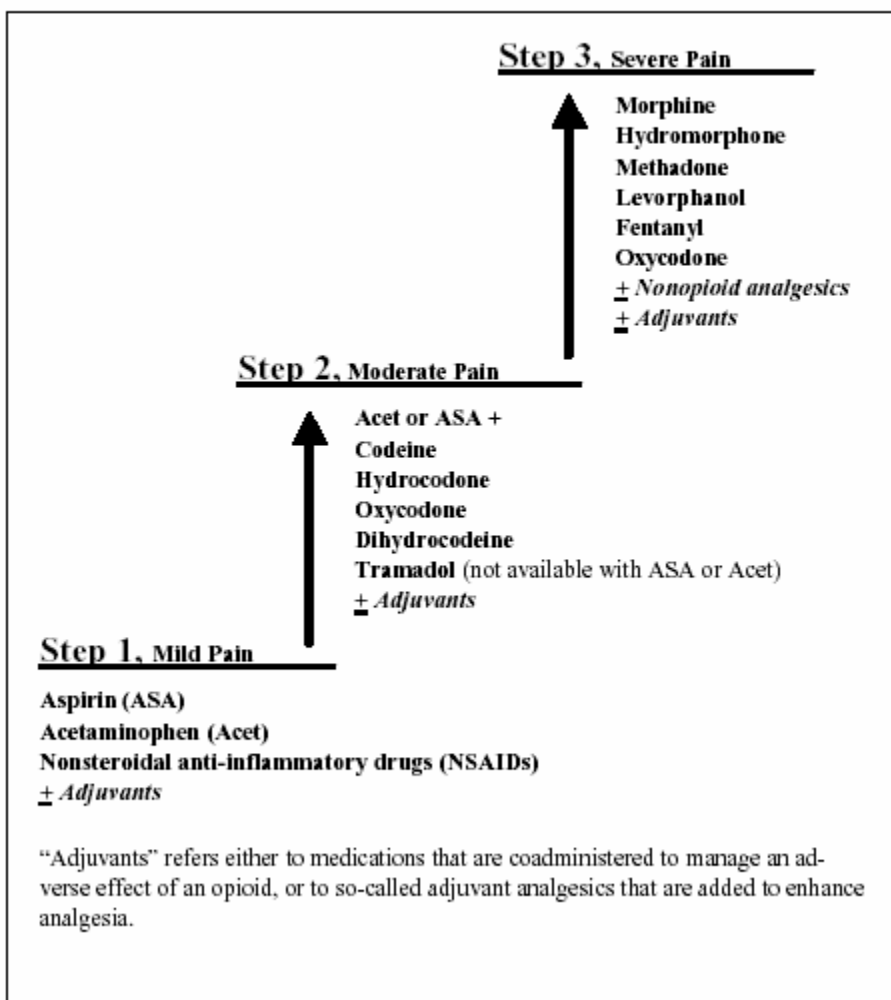 Step 3, Severe Pain
Morphine
Hydromorphone
Methadone
Levorphanol
Fentanyl
Oxycodone
± Nonopioid analgesics
± Adjuvants
Step 2, Moderate Pain
Acet or ASA +
Codeine
Hydrocodone
Oxycodone
Dihydrocodeine
Tramadol (not available with ASA or Acet)
± Adjuvants
Step 1, Mild Pain
Aspirin (ASA)
Acetaminophen (Acet)
Nonsteroidal anti-inflammatory drugs (NSAIDs)
± Adjuvants
“Adjuvants” refers either to medications that are coadministered to manage an ad-
verse effect of an opioid, or to so-called adjuvant analgesics that are added to enhance
analgesia.